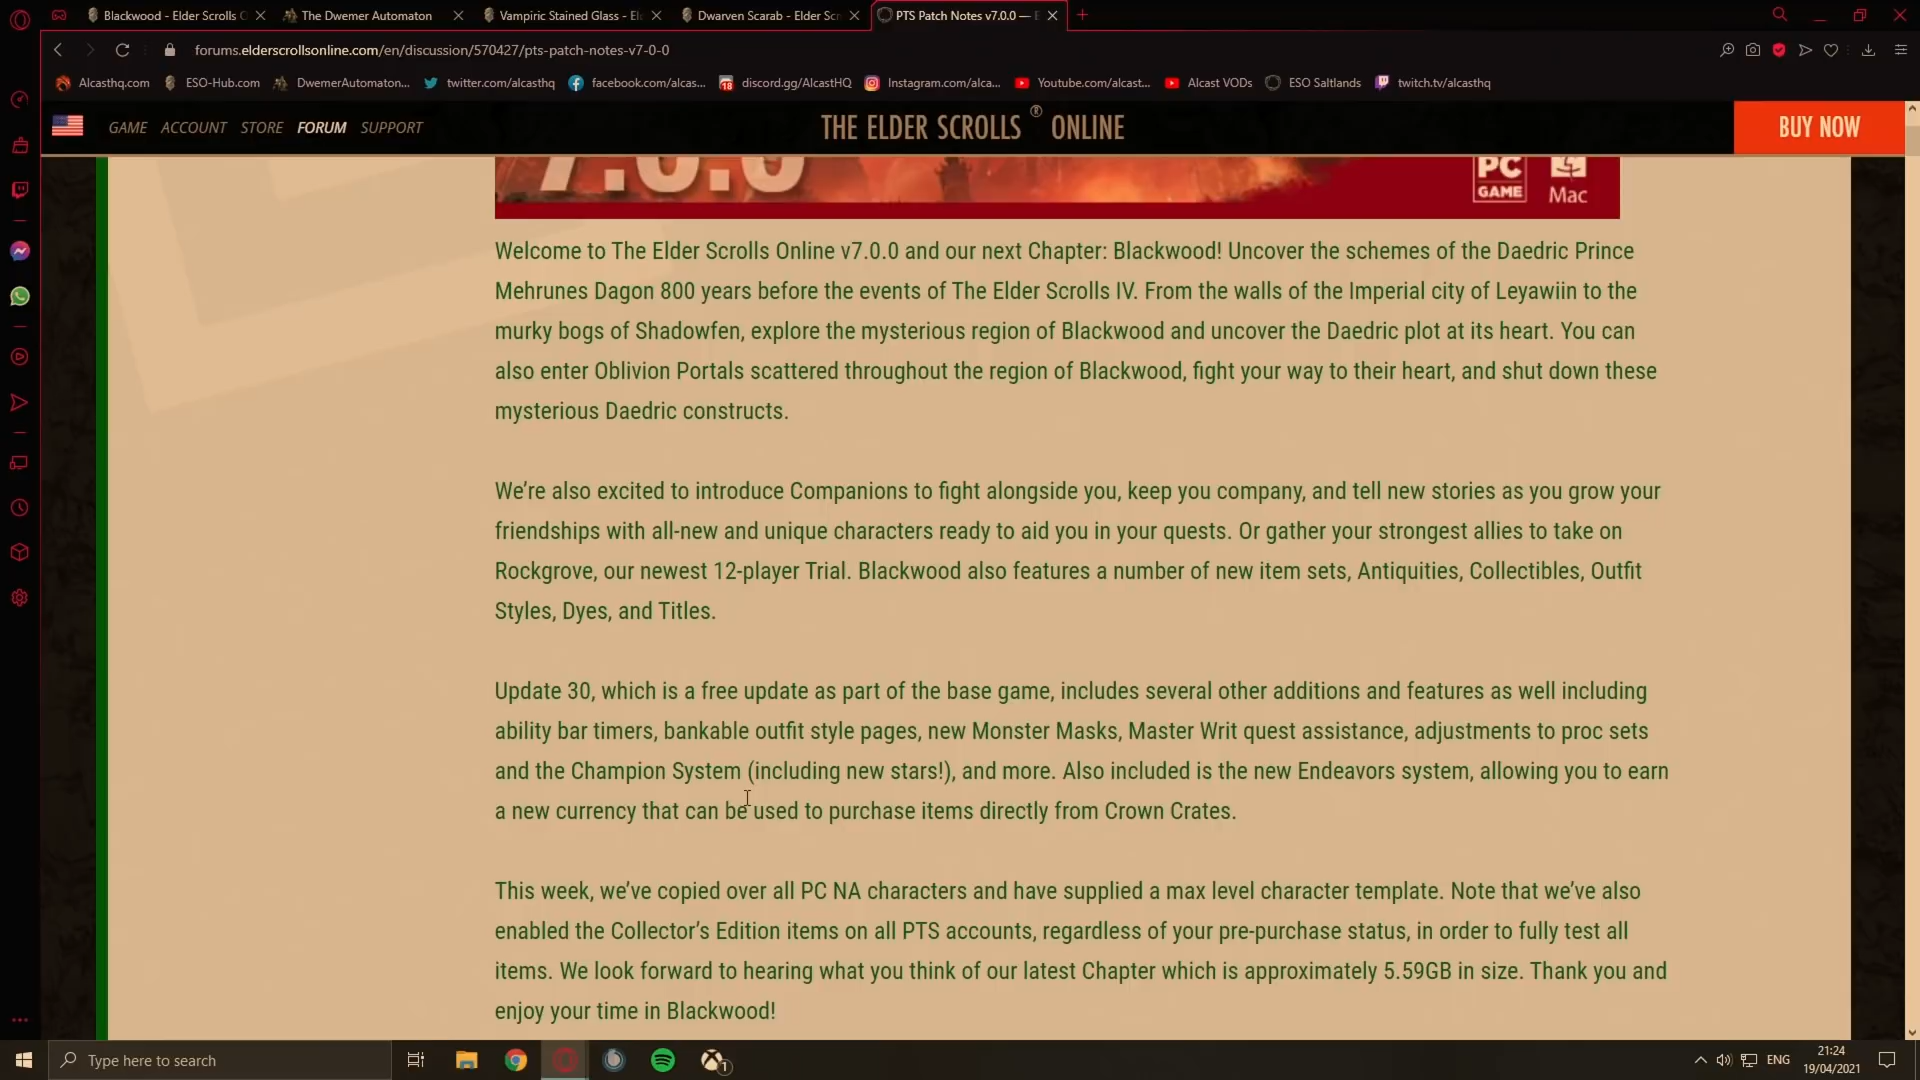 Blackwood - Elder Scrolls O
The Dwemer Automaton
Vampiric Stained Glass - El
Dwarven Scarab - Elder Scr
PTS Patch Notes v7.0.0 — E
forums.elderscrollsonline.com/en/discussion/570427/pts-patch-notes-v7-0-0
Alcasthq.com
ESO-Hub.com
DwemerAutomaton...
twitter.com/alcasthq
facebook.com/alcas...
18
discord.gg/AlcastHQ
Instagram.com/alca...
Youtube.com/alcast...
Alcast VODs
ESO Saltlands
twitch.tv/alcasthq
GAME ACCOUNT STORE FORUM SUPPORT
THE ELDER SCROLLS ® ONLINE
BUY NOW
7.0.0
PC
GAME
Mac
Welcome to The Elder Scrolls Online v7.0.0 and our next Chapter: Blackwood! Uncover the schemes of the Daedric Prince
Mehrunes Dagon 800 years before the events of The Elder Scrolls IV. From the walls of the Imperial city of Leyawiin to the
murky bogs of Shadowfen, explore the mysterious region of Blackwood and uncover the Daedric plot at its heart. You can
also enter Oblivion Portals scattered throughout the region of Blackwood, fight your way to their heart, and shut down these
mysterious Daedric constructs.
We’re also excited to introduce Companions to fight alongside you, keep you company, and tell new stories as you grow your
friendships with all-new and unique characters ready to aid you in your quests. Or gather your strongest allies to take on
Rockgrove, our newest 12-player Trial. Blackwood also features a number of new item sets, Antiquities, Collectibles, Outfit
Styles, Dyes, and Titles.
Update 30, which is a free update as part of the base game, includes several other additions and features as well including
ability bar timers, bankable outfit style pages, new Monster Masks, Master Writ quest assistance, adjustments to proc sets
and the Champion System (including new stars!), and more. Also included is the new Endeavors system, allowing you to earn
a new currency that can be used to purchase items directly from Crown Crates.
This week, we’ve copied over all PC NA characters and have supplied a max level character template. Note that we’ve also
enabled the Collector’s Edition items on all PTS accounts, regardless of your pre-purchase status, in order to fully test all
items. We look forward to hearing what you think of our latest Chapter which is approximately 5.59GB in size. Thank you and
enjoy your time in Blackwood!
Type here to search
1
ENG
21:24
19/04/2021